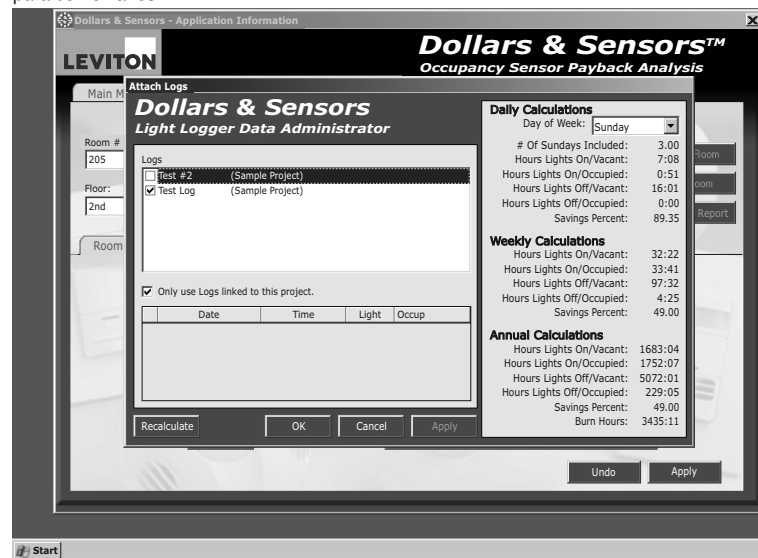 Dollars & Sensors - Application Information
LEVITON
Dollars & Sensors™
Occupancy Sensor Payback Analysis
Main M
Room #
205
Floor:
2nd
Room
Room
oom
Report
Attach Logs
Dollars & Sensors
Light Logger Data Administrator
Logs
Test #2 (Sample Project)
Test Log (Sample Project)
Only use Logs linked to this project.
Date Time Light Occup
Recalculate OK Cancel Apply
Daily Calculations
Day of Week: Sunday
# Of Sundays Included: 3.00
Hours Lights On/Vacant: 7:08
Hours Lights On/Occupied: 0:51
Hours Lights Off/Vacant: 16:01
Hours Lights Off/Occupied: 0:00
Savings Percent: 89.35
Weekly Calculations
Hours Lights On/Vacant: 32:22
Hours Lights On/Occupied: 33:41
Hours Lights Off/Vacant: 97:32
Hours Lights Off/Occupied: 4:25
Savings Percent: 49.00
Annual Calculations
Hours Lights On/Vacant: 1683:04
Hours Lights On/Occupied: 1752:07
Hours Lights Off/Vacant: 5072:01
Hours Lights Off/Occupied: 229:05
Savings Percent: 49.00
Burn Hours: 3435:11
Undo Apply
Start